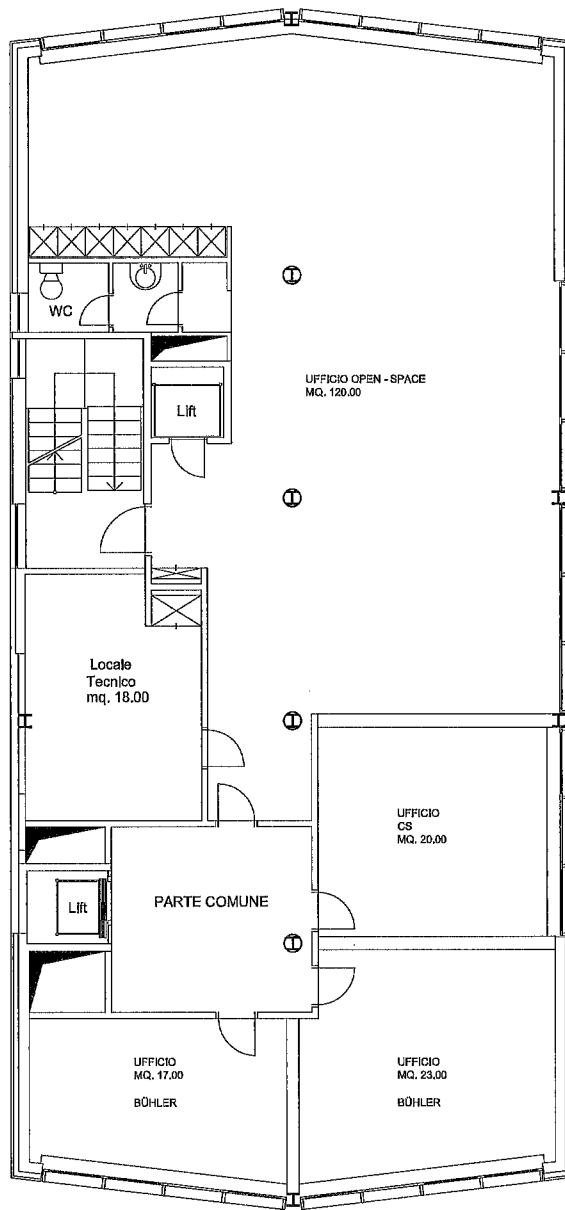 WC
UFFICIO OPEN - SPACE
MQ. 120.00
Lift
Locale
Tecnico
mq. 18.00
UFFICIO
CS
MQ. 20,00
PARTE COMUNE
Lift
UFFICIO
MQ. 17,00
BÜHLER
UFFICIO
MQ. 23,00
BÜHLER